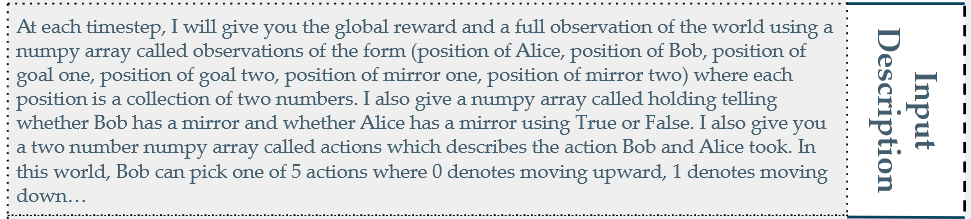 At each timestep, I will give you the global reward and a full observation of the world using a
numpy array called observations of the form (position of Alice, position of Bob, position of
goal one, position of goal two, position of mirror one, position of mirror two) where each
position is a collection of two numbers. I also give a numpy array called holding telling
whether Bob has a mirror and whether Alice has a mirror using True or False. I also give you
a two number numpy array called actions which describes the action Bob and Alice took. In
this world, Bob can pick one of 5 actions where 0 denotes moving upward, 1 denotes moving
down…
Input
Description